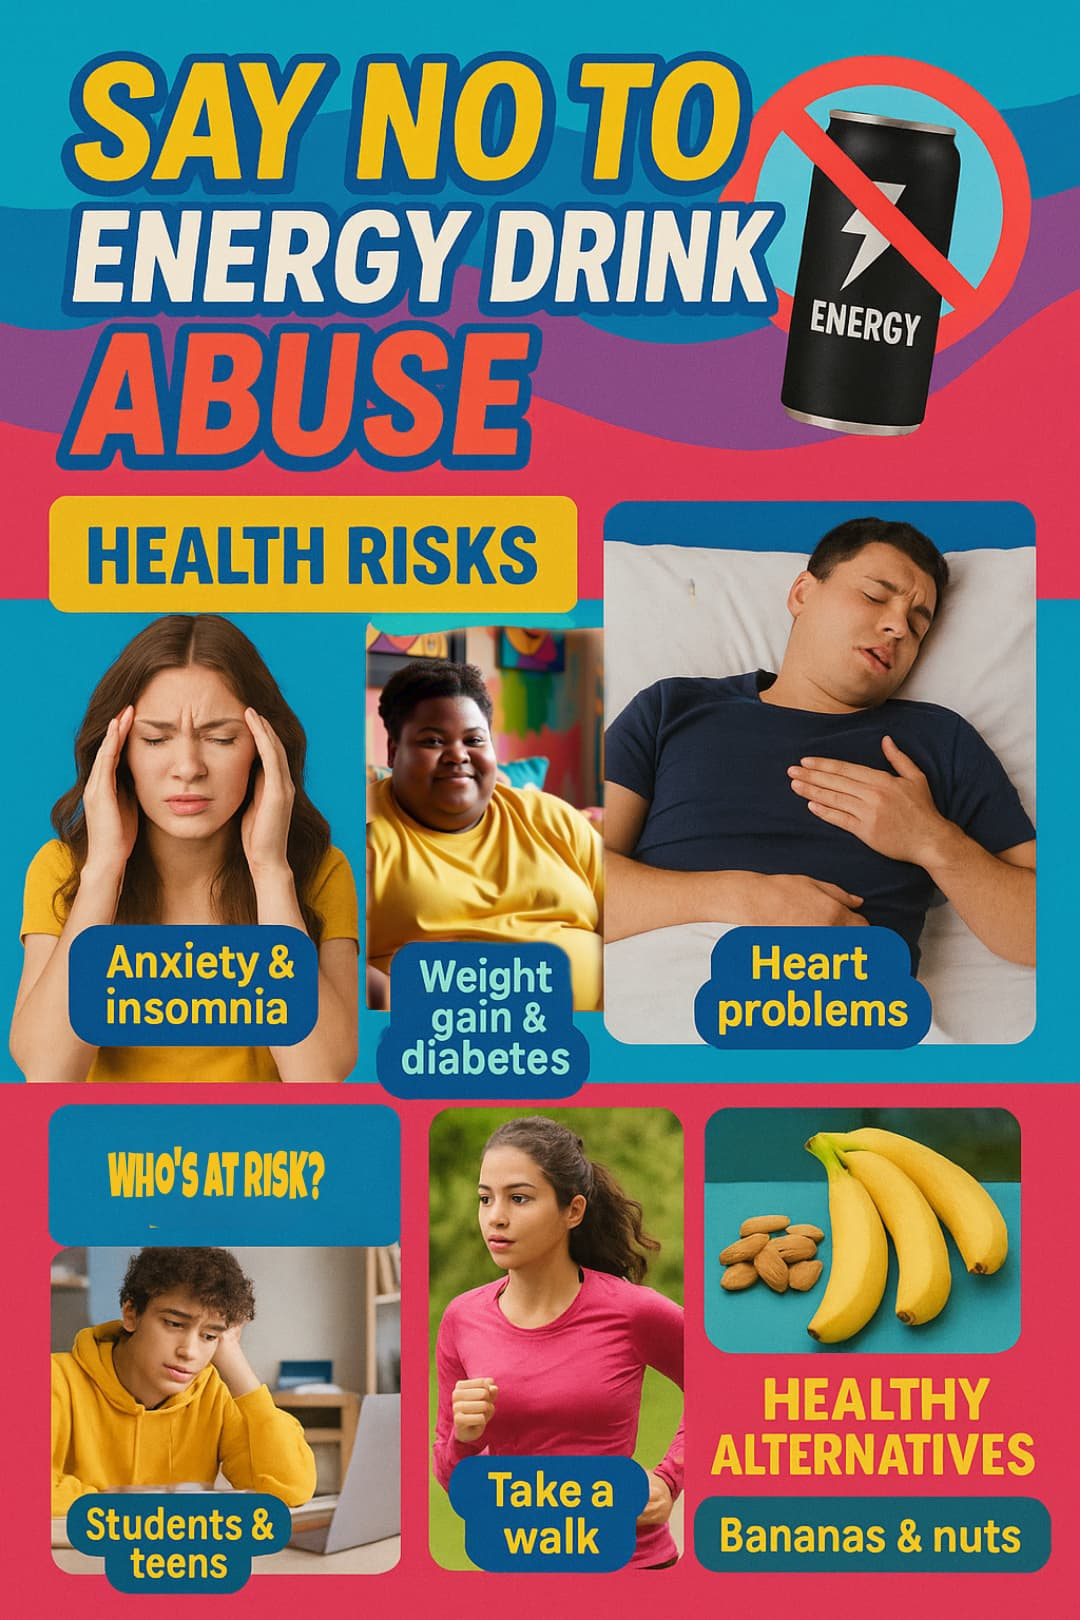 SAY NO TO
ENERGY DRINK
ABUSE
ENERGY
HEALTH RISKS
Anxiety &
insomnia
Weight
gain &
diabetes
Heart
problems
WHO'S AT RISK?
Students &
teens
Take a
walk
HEALTHY
ALTERNATIVES
Bananas & nuts